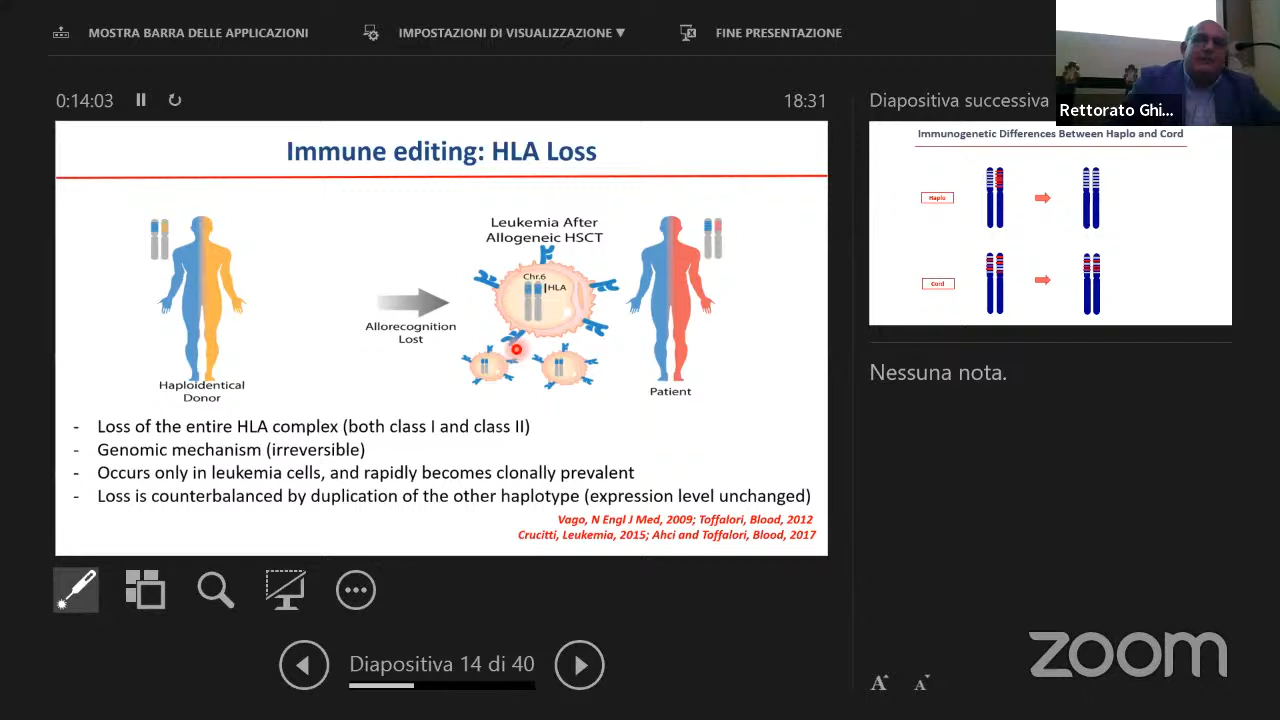 MOSTRA BARRA DELLE APPLICAZIONI
IMPOSTAZIONI DI VISUALIZZAZIONE ▼
FINE PRESENTAZIONE
Rettorato Ghi...
0:14:03
18:31
Diapositiva successiva
Immune editing: HLA Loss
Leukemia After
Allogeneic HSCT
Chr.6
HLA
Allorecognition
Lost
Haploidentical
Donor
Patient
- Loss of the entire HLA complex (both class I and class II)
- Genomic mechanism (irreversible)
- Occurs only in leukemia cells, and rapidly becomes clonally prevalent
- Loss is counterbalanced by duplication of the other haplotype (expression level unchanged)
Vago, N Engl J Med, 2009; Toffalori, Blood, 2012
Crucitti, Leukemia, 2015; Ahci and Toffalori, Blood, 2017
Immunogenetic Differences Between Haplo and Cord
Haplo
Cord
Nessuna nota.
Diapositiva 14 di 40
A A
zoom